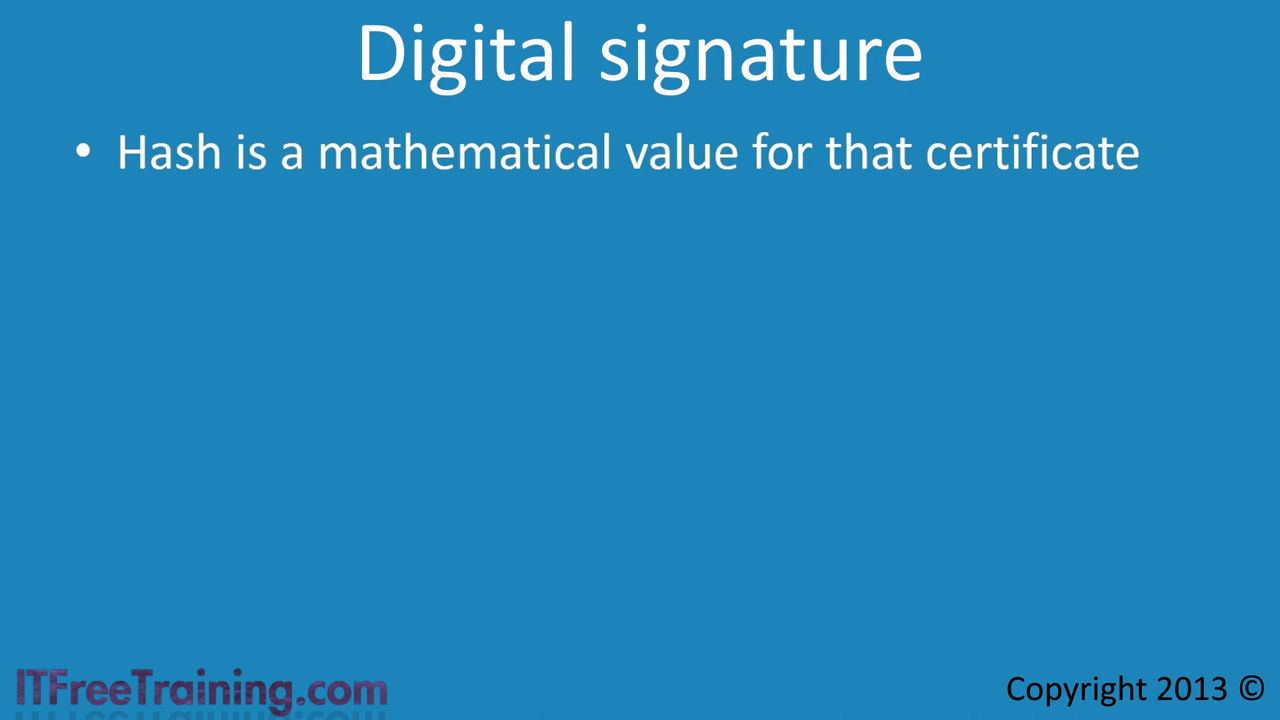 Digital signature
• Hash is a mathematical value for that certificate
ITFreeTraining.com
Copyright 2013 ©